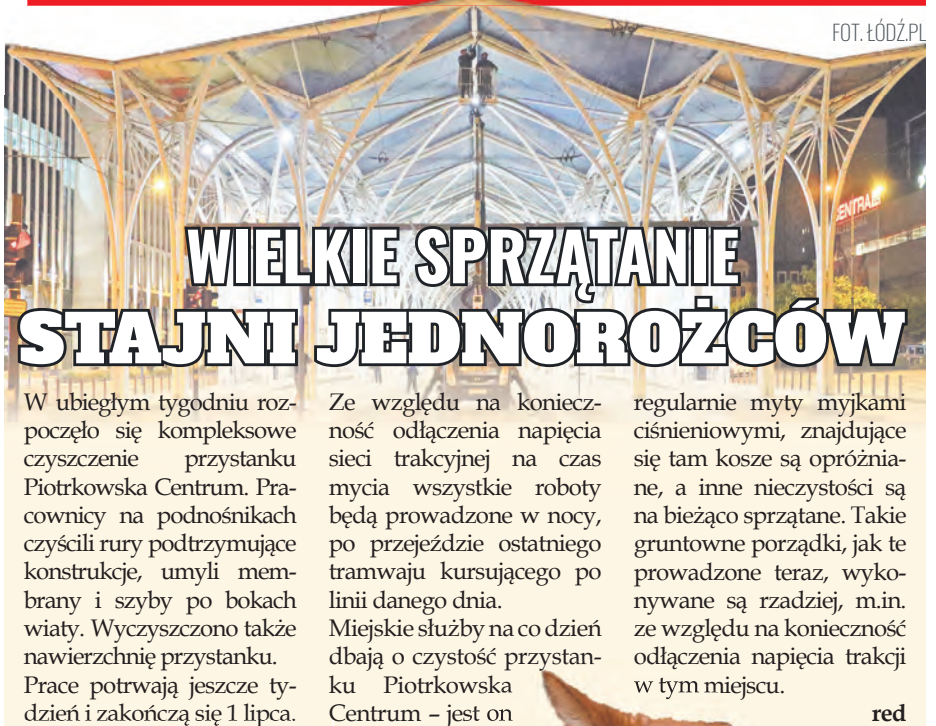 FOT. ŁÓDŹ.PL
CENTRAL
WIELKIE SPRZĄTANIE
STAJNI JEDNOROŻCÓW
W ubiegłym tygodniu roz-
poczęło się kompleksowe
czyszczenie przystanku
Piotrkowska Centrum. Pra-
cownicy na podnośnikach
czyścili rury podtrzymujące
konstrukcje, umyli mem-
brany i szyby po bokach
wiaty. Wyczyszczono także
nawierzchnię przystanku.
Prace potrwają jeszcze ty-
dzień i zakończą się 1 lipca.
Ze względu na koniecz-
ność odłączenia napięcia
sieci trakcyjnej na czas
mycia wszystkie roboty
będą prowadzone w nocy,
po przejeździe ostatniego
tramwaju kursującego po
linii danego dnia.
Miejskie służby na co dzień
dbają o czystość przystan-
ku Piotrkowska
Centrum – jest on
regularnie myty myjkami
ciśnieniowymi, znajdujące
się tam kosze są opróżnia-
ne, a inne nieczystości są
na bieżąco sprzątane. Takie
gruntowne porządki, jak te
prowadzone teraz, wyko-
nywane są rzadziej, m.in.
ze względu na konieczność
odłączenia napięcia trakcji
w tym miejscu.
red